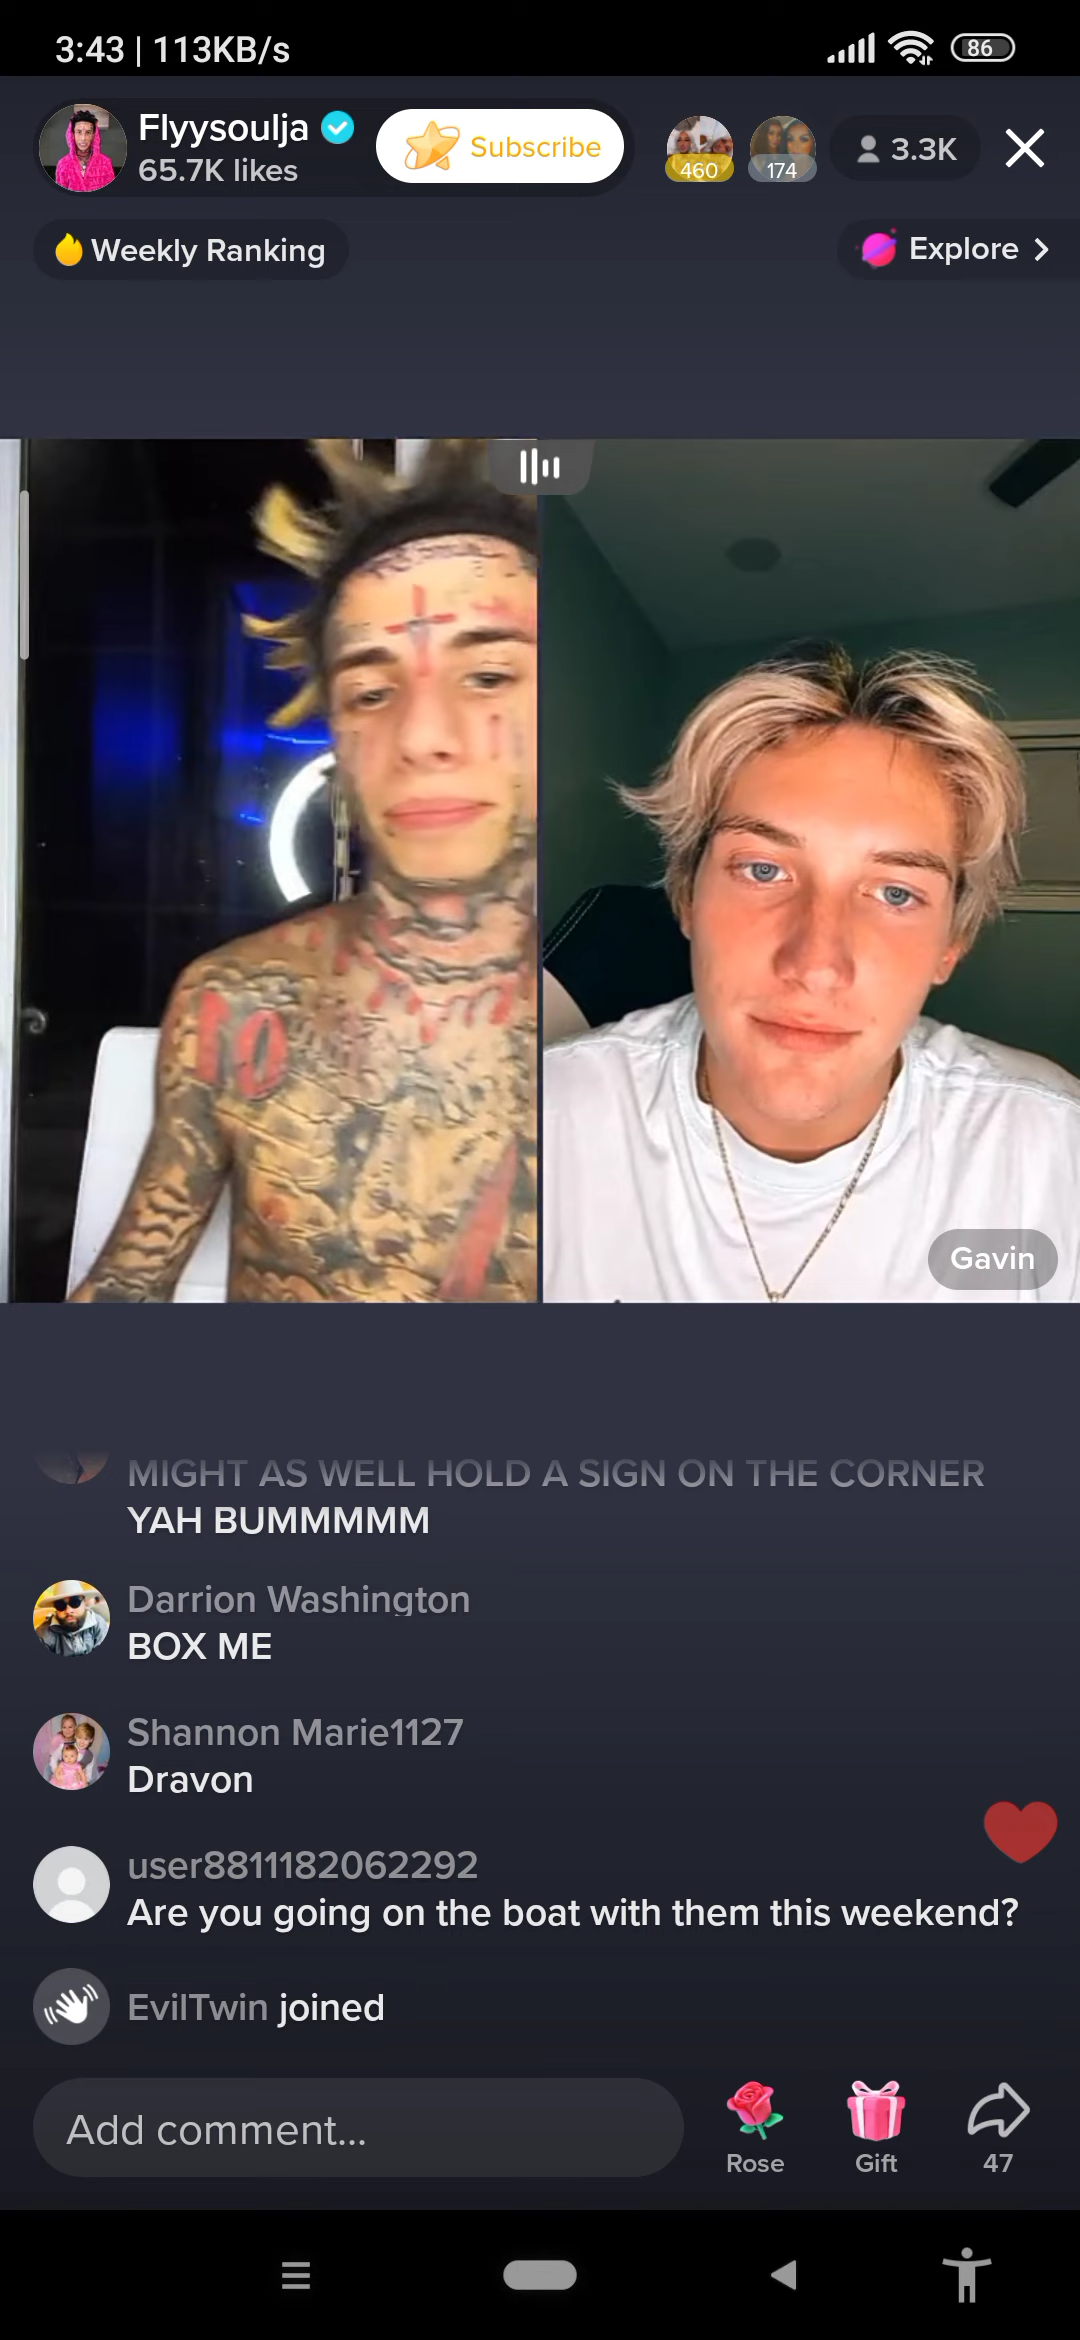 3:43 | 113KB/s
86
Flyysoulja
65.7K likes
Subscribe
460
174
3.3K
Weekly Ranking
Explore
10
Gavin
MIGHT AS WELL HOLD A SIGN ON THE CORNER
YAH BUMMMMM
Darrion Washington
BOX ME
Shannon Marie1127
Dravon
user8811182062292
Are you going on the boat with them this weekend?
EvilTwin joined
Add comment...
Rose
Gift
47